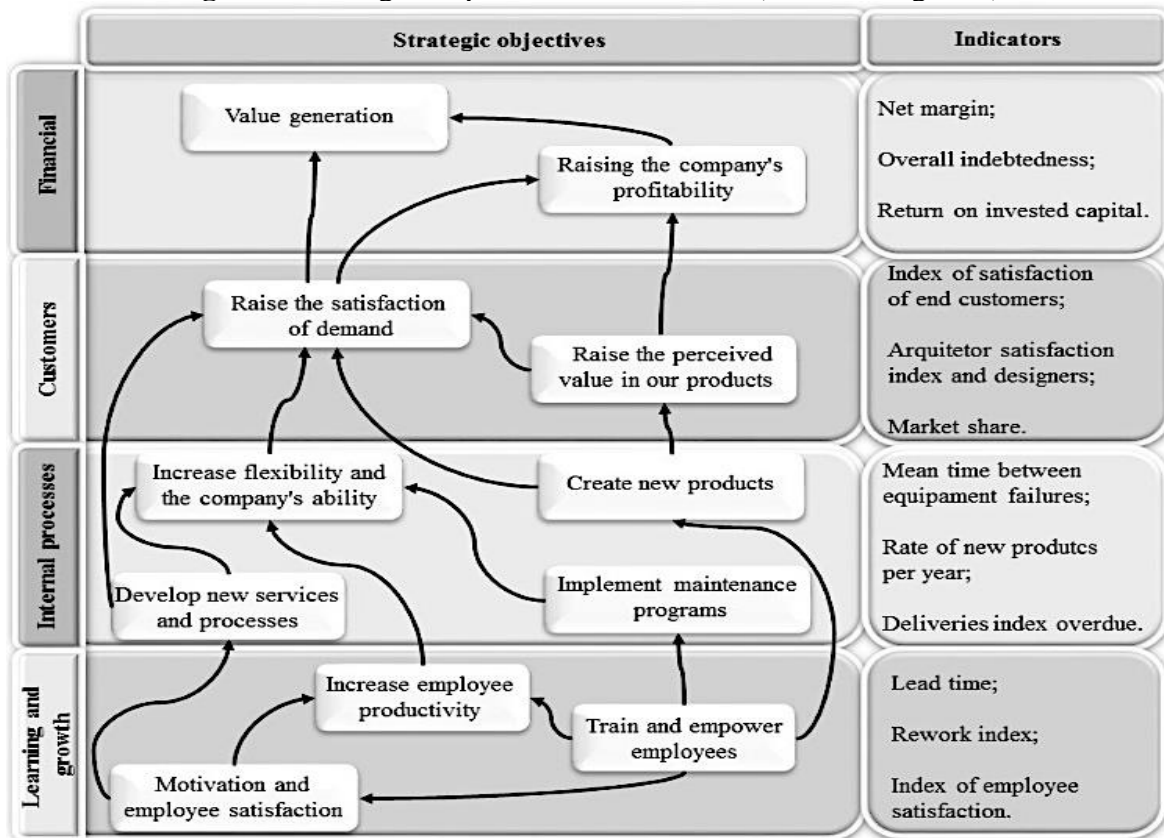 Strategic objectives
Indicators
Financial
Value generation
Raising the company's
profitability
Net margin;
Overall indebtedness;
Return on invested capital.
Customers
Raise the satisfaction
of demand
Raise the perceived
value in our products
Index of satisfaction
of end customers;
Arquitetor satisfaction
index and designers;
Market share.
Internal processes
Increase flexibility and
the company's ability
Create new products
Develop new services
and processes
Implement maintenance
programs
Mean time between
equipament failures;
Rate of new produtcs
per year;
Deliveries index overdue.
Learning and
growth
Increase employee
productivity
Train and empower
employees
Motivation and
employee satisfaction
Lead time;
Rework index;
Index of employee
satisfaction.